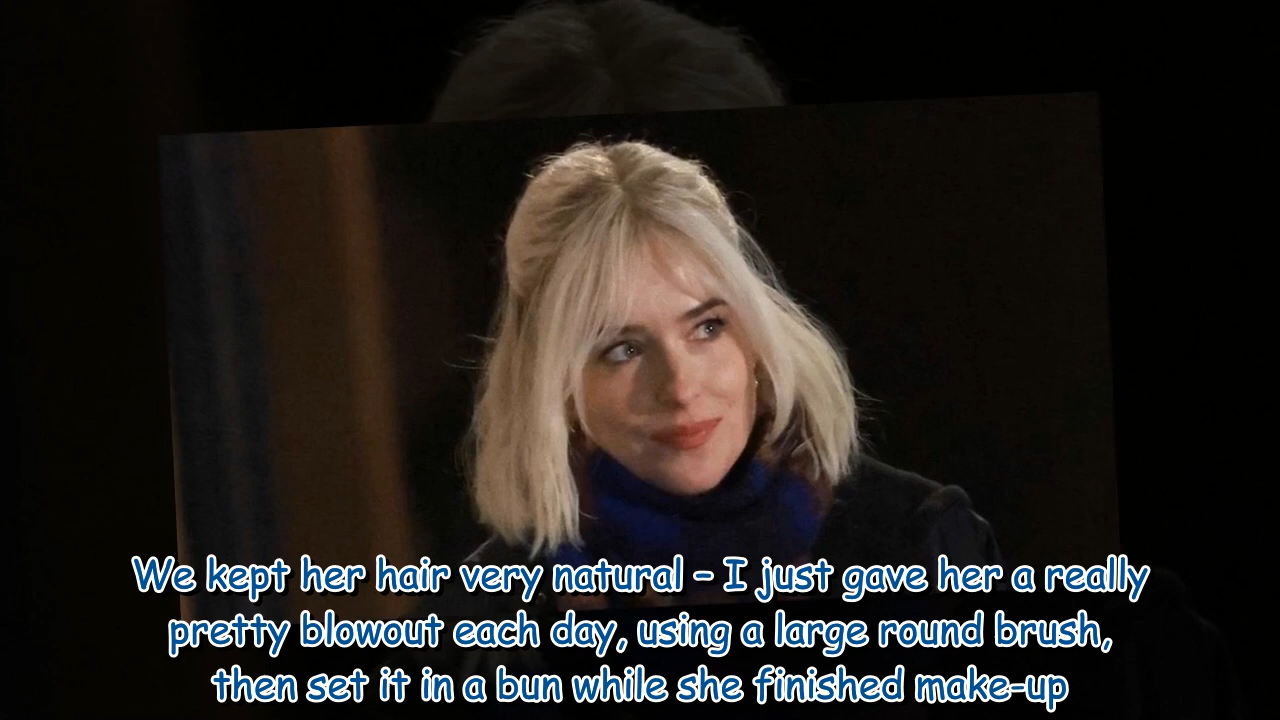 We kept her hair very natural – I just gave her a really
pretty blowout each day, using a large round brush,
then set it in a bun while she finished make-up